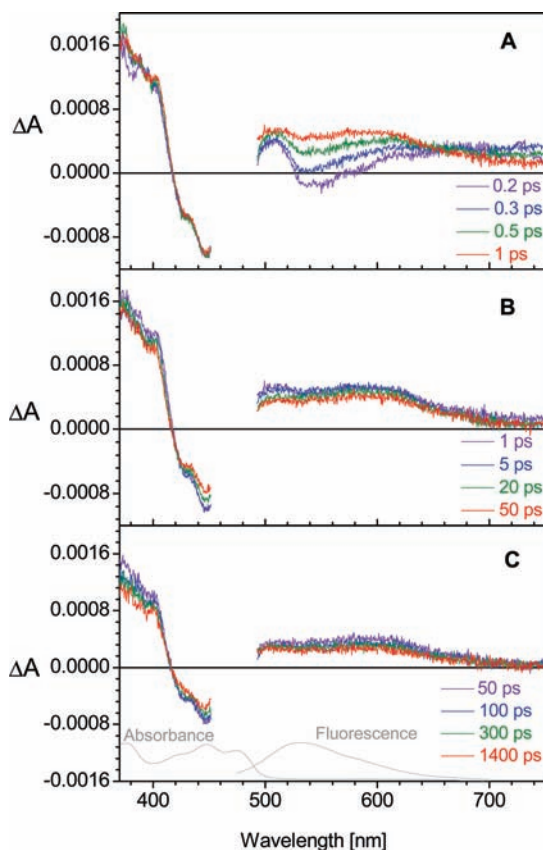 A
0.0016
0.0008
ΔA
0.0000
-0.0008
0.2 ps
0.3 ps
0.5 ps
1 ps
B
0.0016
0.0008
ΔA
0.0000
-0.0008
1 ps
5 ps
20 ps
50 ps
C
0.0016
0.0008
ΔA
0.0000
-0.0008
-0.0016
50 ps
100 ps
300 ps
1400 ps
Absorbance
Fluorescence
400 500 600 700
Wavelength [nm]